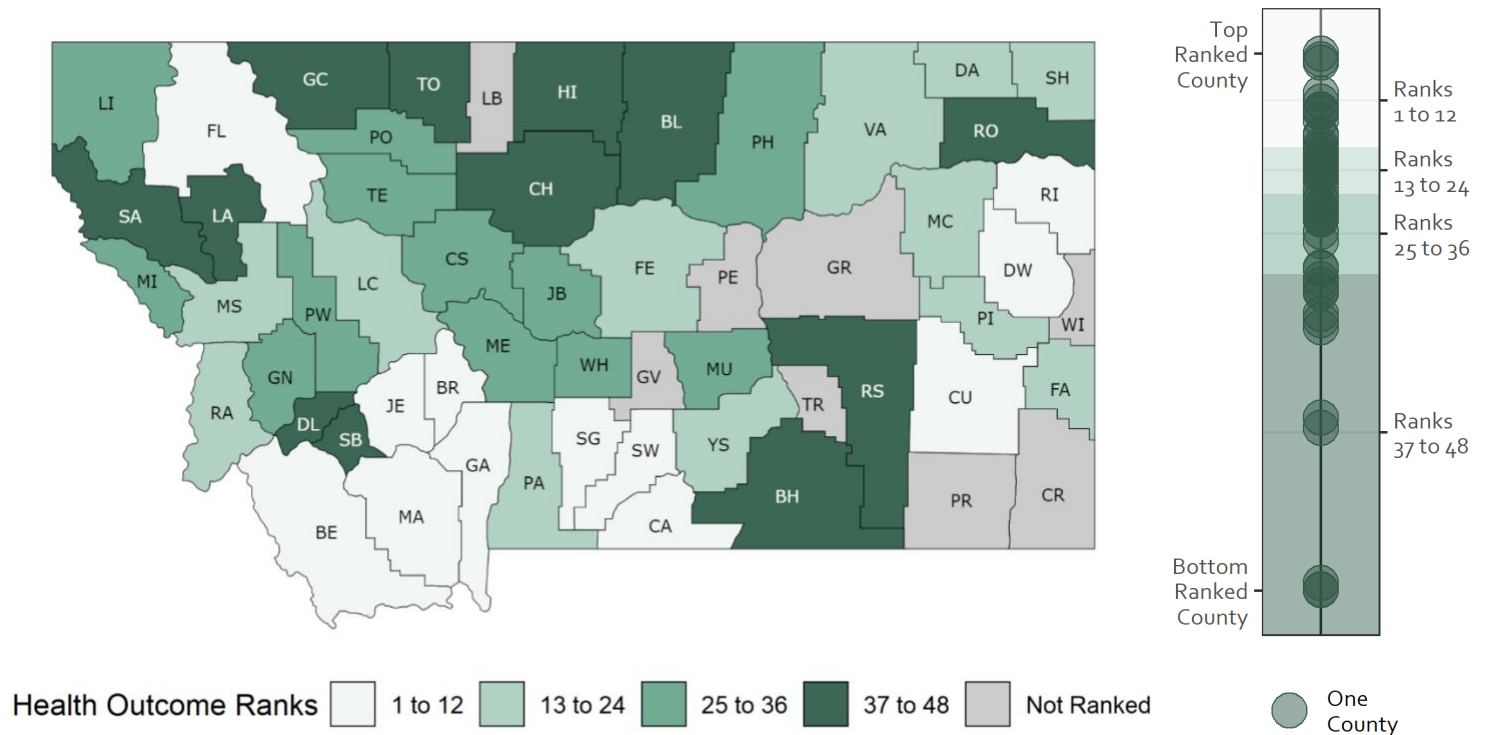 LI
FL
GC
TO
LB
HI
BL
PH
VA
DA
SH
RO
PO
TE
CH
SA
LA
RI
MC
MI
MS
PW
LC
CS
JB
FE
PE
GR
DW
WI
PI
ME
WH
GV
MU
RA
GN
DL
SB
JE
BR
TR
RS
CU
FA
SG
SW
YS
GA
PA
BE
MA
CA
BH
PR
CR
Top
Ranked
County
Ranks
1 to 12
Ranks
13 to 24
Ranks
25 to 36
Ranks
37 to 48
Bottom
Ranked
County
Health Outcome Ranks
1 to 12
13 to 24
25 to 36
37 to 48
Not Ranked
One
County